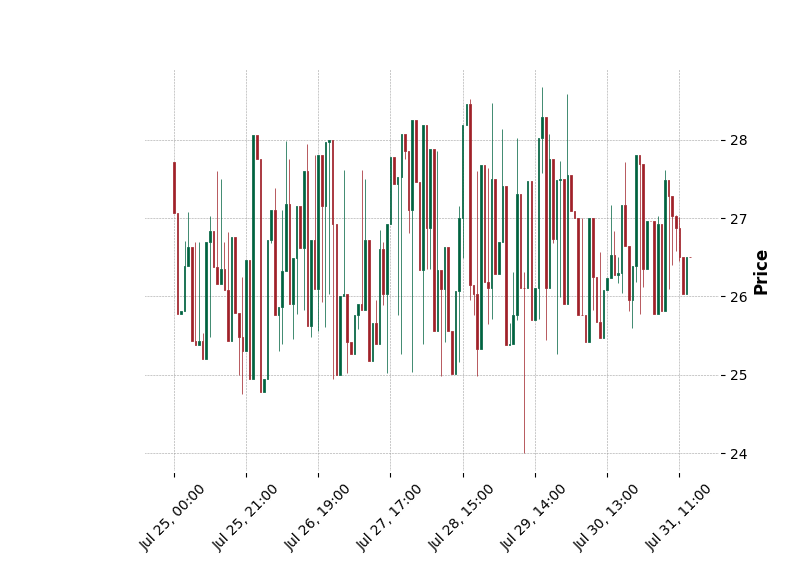 28
27
26
25
24
Price
Jul 25, 00:00
Jul 25, 21:00
Jul 26, 19:00
Jul 27, 17:00
Jul 28, 15:00
Jul 29, 14:00
Jul 30, 13:00
Jul 31, 11:00